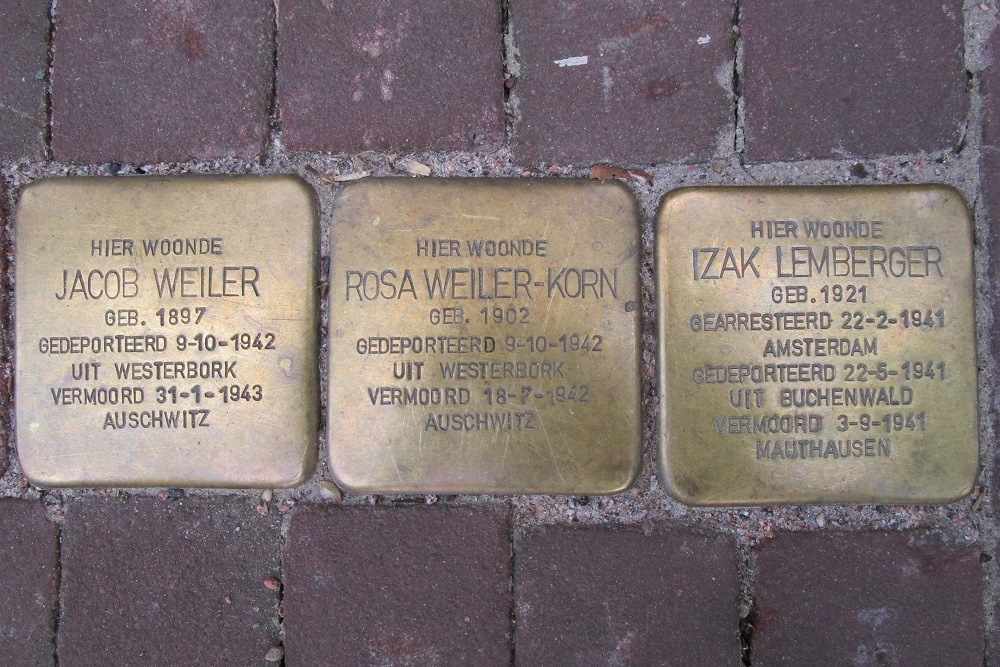 HIER WOONDE
JACOB WEILER
GEB. 1897
GEDEPORTEERD 9-10-1942
UIT WESTERBORK
VERMOORD 31-1-1943
AUSCHWITZ
HIER WOONDE
ROSA WEILER-KORN
GEB. 1902
GEDEPORTEERD 9-10-1942
UIT WESTERBORK
VERMOORD 18-7-1942
AUSCHWITZ
HIER WOONDE
IZAK LEMBERGER
GEB. 1921
GEARRESTEERD 22-2-1941
AMSTERDAM
GEDEPORTEERD 22-5-1941
UIT BUCHENWALD
VERMOORD 3-9-1941
MAUTHAUSEN